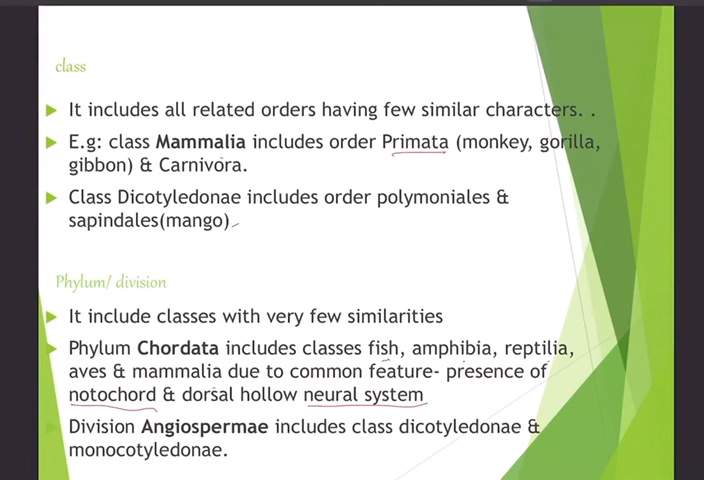 class
It includes all related orders having few similar characters. .
E.g: class Mammalia includes order Primata (monkey, gorilla,
gibbon) & Carnivora.
Class Dicotyledonae includes order polymoniales &
sapindales(mango)
Phylum/ division
It include classes with very few similarities
Phylum Chordata includes classes fish, amphibia, reptilia,
aves & mammalia due to common feature- presence of
notochord & dorsal hollow neural system
Division Angiospermae includes class dicotyledonae &
monocotyledonae.